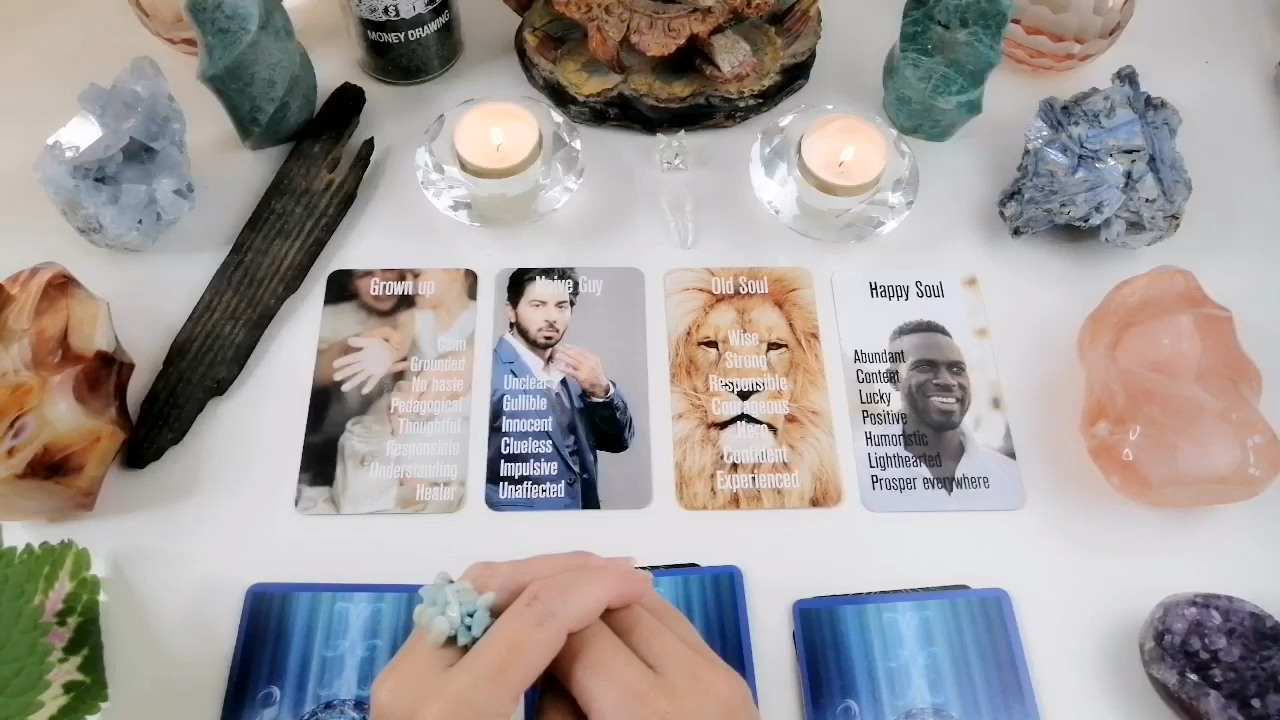 MONEY DRAWING
Grown up
Calm
Grounded
No haste
Pedagogical
Thoughtful
Responsible
Understanding
Healer
Naive Guy
Unclear
Gullible
Innocent
Clueless
Impulsive
Unaffected
Old Soul
Wise
Strong
Responsible
Courageous
Hero
Confident
Experienced
Happy Soul
Abundant
Content
Lucky
Positive
Humoristic
Lighthearted
Prosper everywhere